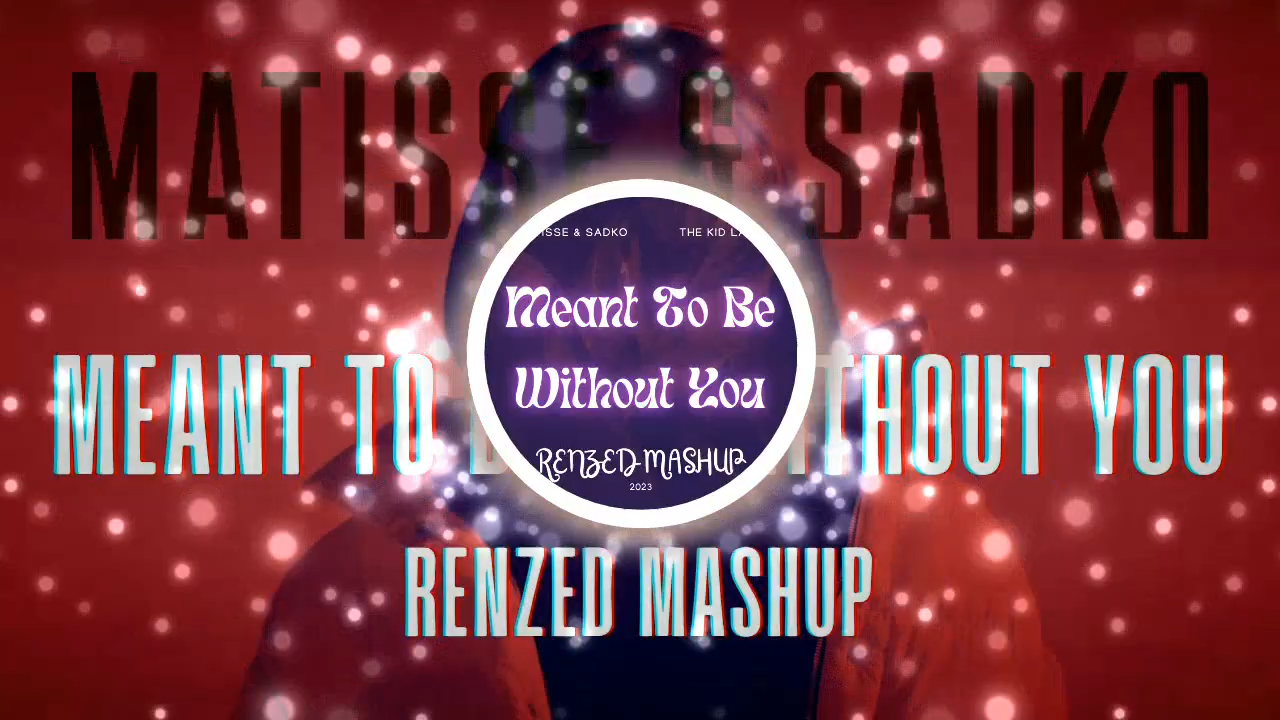 MATISSE & SADKO
ISSE & SADKO THE KID LA
Meant To Be
Without You
MEANT TO B THOUT YOU
RENZED MASHUP
2023
RENZED MASHUP